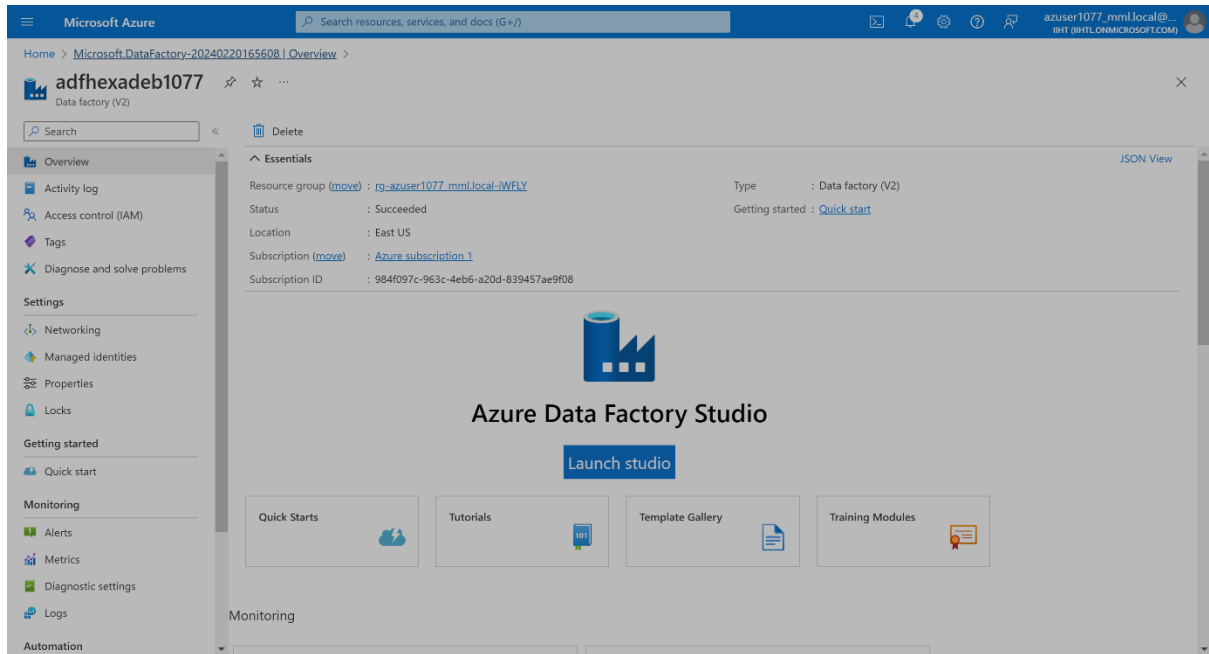 Microsoft Azure
Search resources, services, and docs (G+/)
4
azuser1077_mml.local@...
IIHT (IIHTL.ONMICROSOFT.COM)
Home > Microsoft.DataFactory-20240220165608 | Overview >
adfhexadeb1077
Data factory (V2)
Search
Delete
Overview
Activity log
Access control (IAM)
Tags
Diagnose and solve problems
Settings
Networking
Managed identities
Properties
Locks
Getting started
Quick start
Monitoring
Alerts
Metrics
Diagnostic settings
Logs
Automation
Essentials
JSON View
Resource group (move) : rg-azuser1077_mml.local-iWFLY
Type : Data factory (V2)
Status : Succeeded
Getting started : Quick start
Location : East US
Subscription (move) : Azure subscription 1
Subscription ID : 984f097c-963c-4eb6-a20d-839457ae9f08
Azure Data Factory Studio
Launch studio
Quick Starts
Tutorials
101
Template Gallery
Training Modules
Monitoring